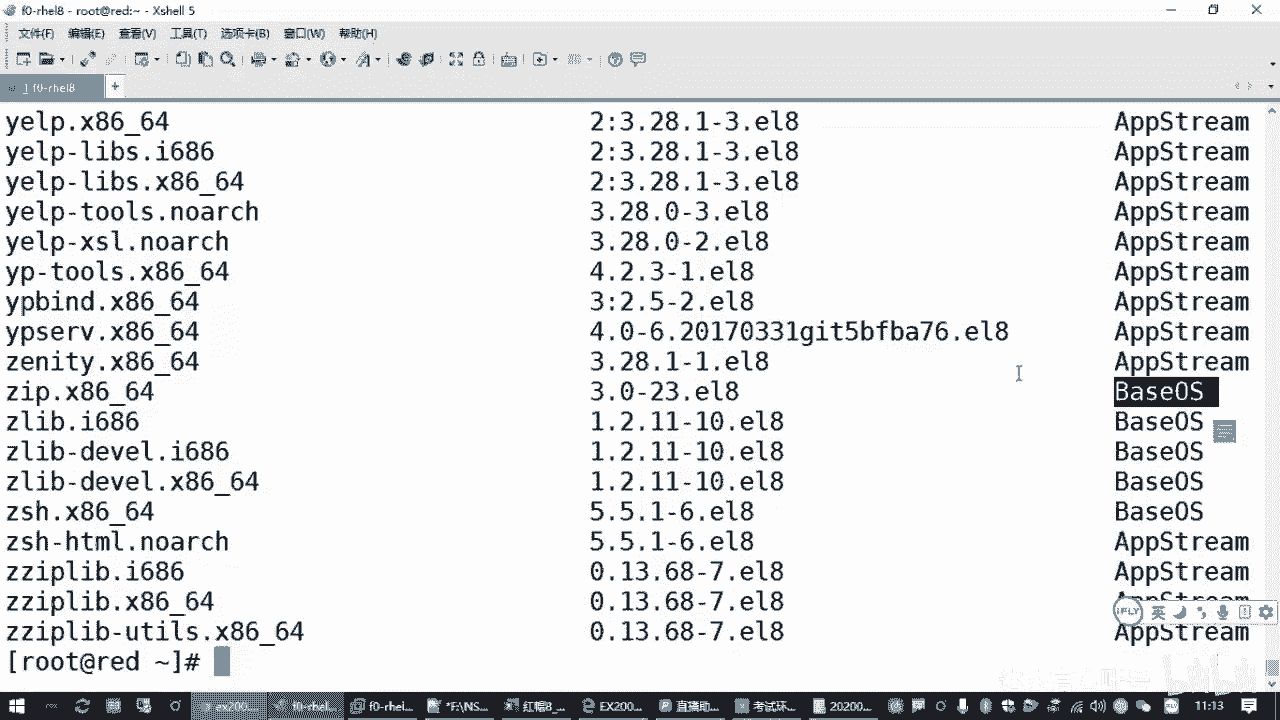 f0-rhel8 - root@red:~ - Xshell 5
文件(F) 编辑(E) 查看(V) 工具(T) 选项卡(B) 窗口(W) 帮助(H)
1 f0-rhel8 +
yelp.x86_64 2:3.28.1-3.el8 AppStream
yelp-libs.i686 2:3.28.1-3.el8 AppStream
yelp-libs.x86_64 2:3.28.1-3.el8 AppStream
yelp-tools.noarch 3.28.0-3.el8 AppStream
yelp-xsl.noarch 3.28.0-2.el8 AppStream
yp-tools.x86_64 4.2.3-1.el8 AppStream
ypbind.x86_64 3:2.5-2.el8 AppStream
ypserv.x86_64 4.0-6.20170331git5bfba76.el8 AppStream
zenity.x86_64 3.28.1-1.el8 AppStream
zip.x86_64 3.0-23.el8 BaseOS
zlib.i686 1.2.11-10.el8 BaseOS
zlib-devel.i686 1.2.11-10.el8 BaseOS
zlib-devel.x86_64 1.2.11-10.el8 BaseOS
zsh.x86_64 5.5.1-6.el8 BaseOS
zsh-html.noarch 5.5.1-6.el8 AppStream
zziplib.i686 0.13.68-7.el8 AppStream
zziplib.x86_64 0.13.68-7.el8 AppStream
iFLY 英
zziplib-utils.x86_64 0.13.68-7.el8 AppStream
[root@red ~]#
ex200... f0-rhel... f0-rhel... *FA\NS... 红帽8_... EX200... 直播助... 考试环... 20200... 11:13